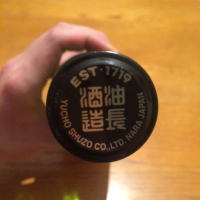 EST·1719
油長
酒造
YUCHO SHUZO CO.,LTD. NARA JAPAN